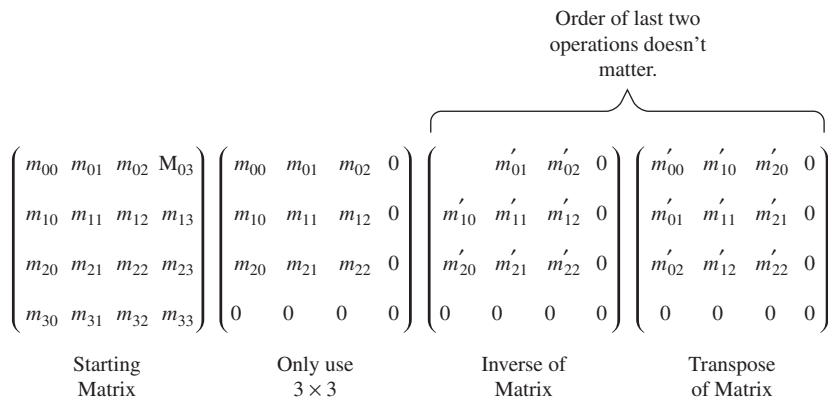 Order of last two
operations doesn't
matter.
m₀₀ m₀₁ m₀₂ M₀₃ m₀₀ m₀₁ m₀₂ 0 m′₀₁ m′₀₂ 0 m′₀₀ m′₁₀ m′₂₀ 0
m₁₀ m₁₁ m₁₂ m₁₃ m₁₀ m₁₁ m₁₂ 0 m′₁₀ m′₁₁ m′₁₂ 0 m′₀₁ m′₁₁ m′₂₁ 0
m₂₀ m₂₁ m₂₂ m₂₃ m₂₀ m₂₁ m₂₂ 0 m′₂₀ m′₂₁ m′₂₂ 0 m′₀₂ m′₁₂ m′₂₂ 0
m₃₀ m₃₁ m₃₂ m₃₃ 0 0 0 0 0 0 0 0 0 0 0 0
Starting Only use Inverse of Transpose
Matrix 3 × 3 Matrix of Matrix